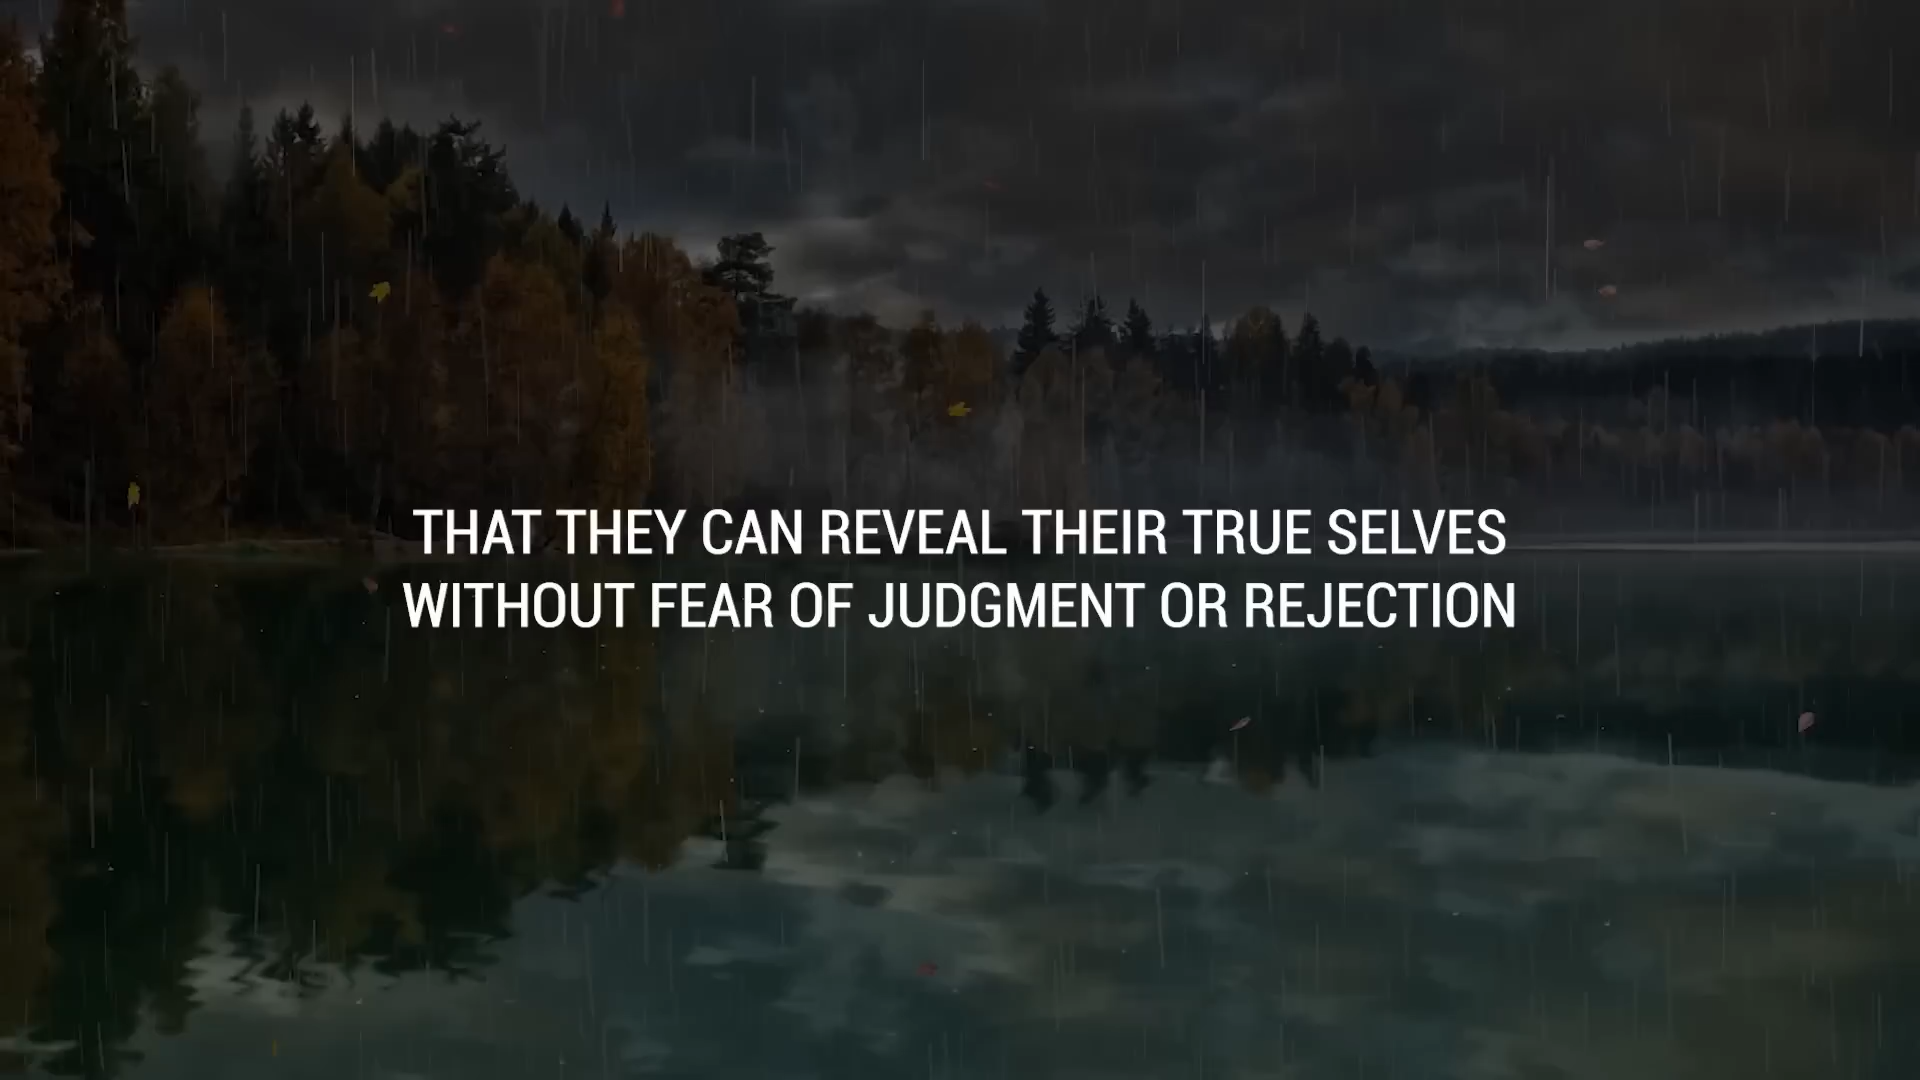 THAT THEY CAN REVEAL THEIR TRUE SELVES
WITHOUT FEAR OF JUDGMENT OR REJECTION